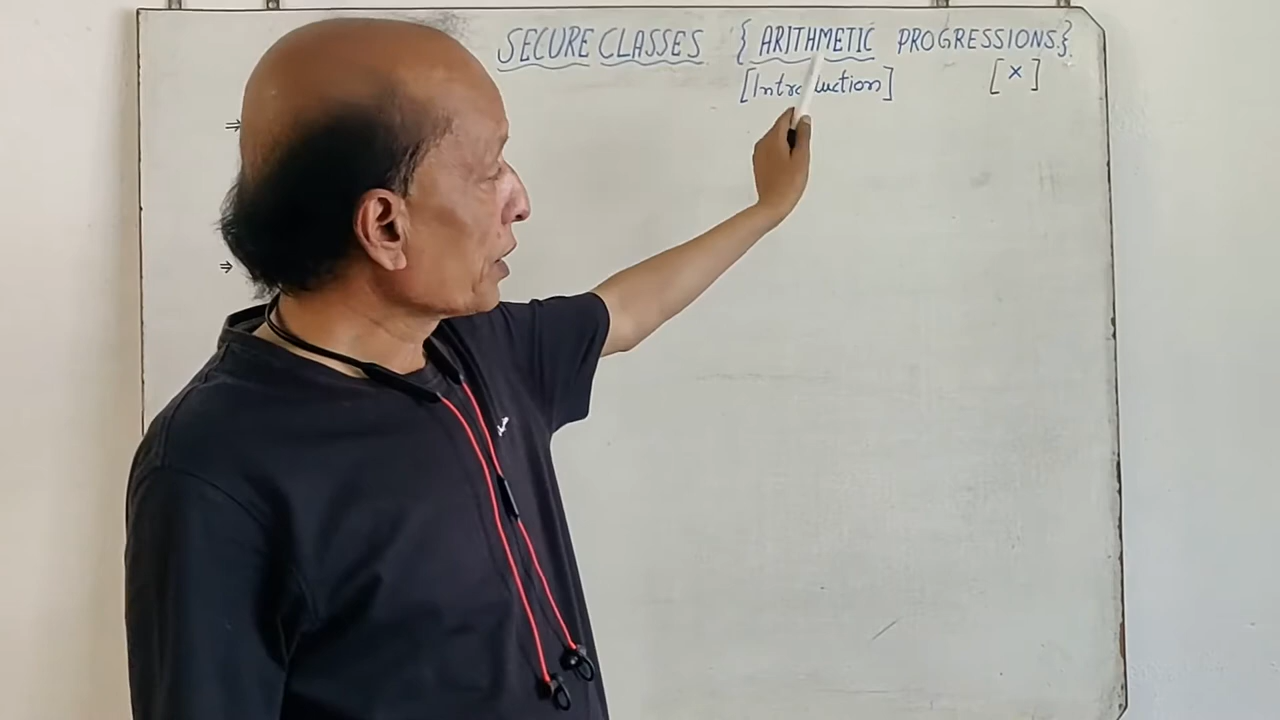 SECURE CLASSES { ARITHMETIC PROGRESSIONS }
[Introduction] [×]
⇒
⇒